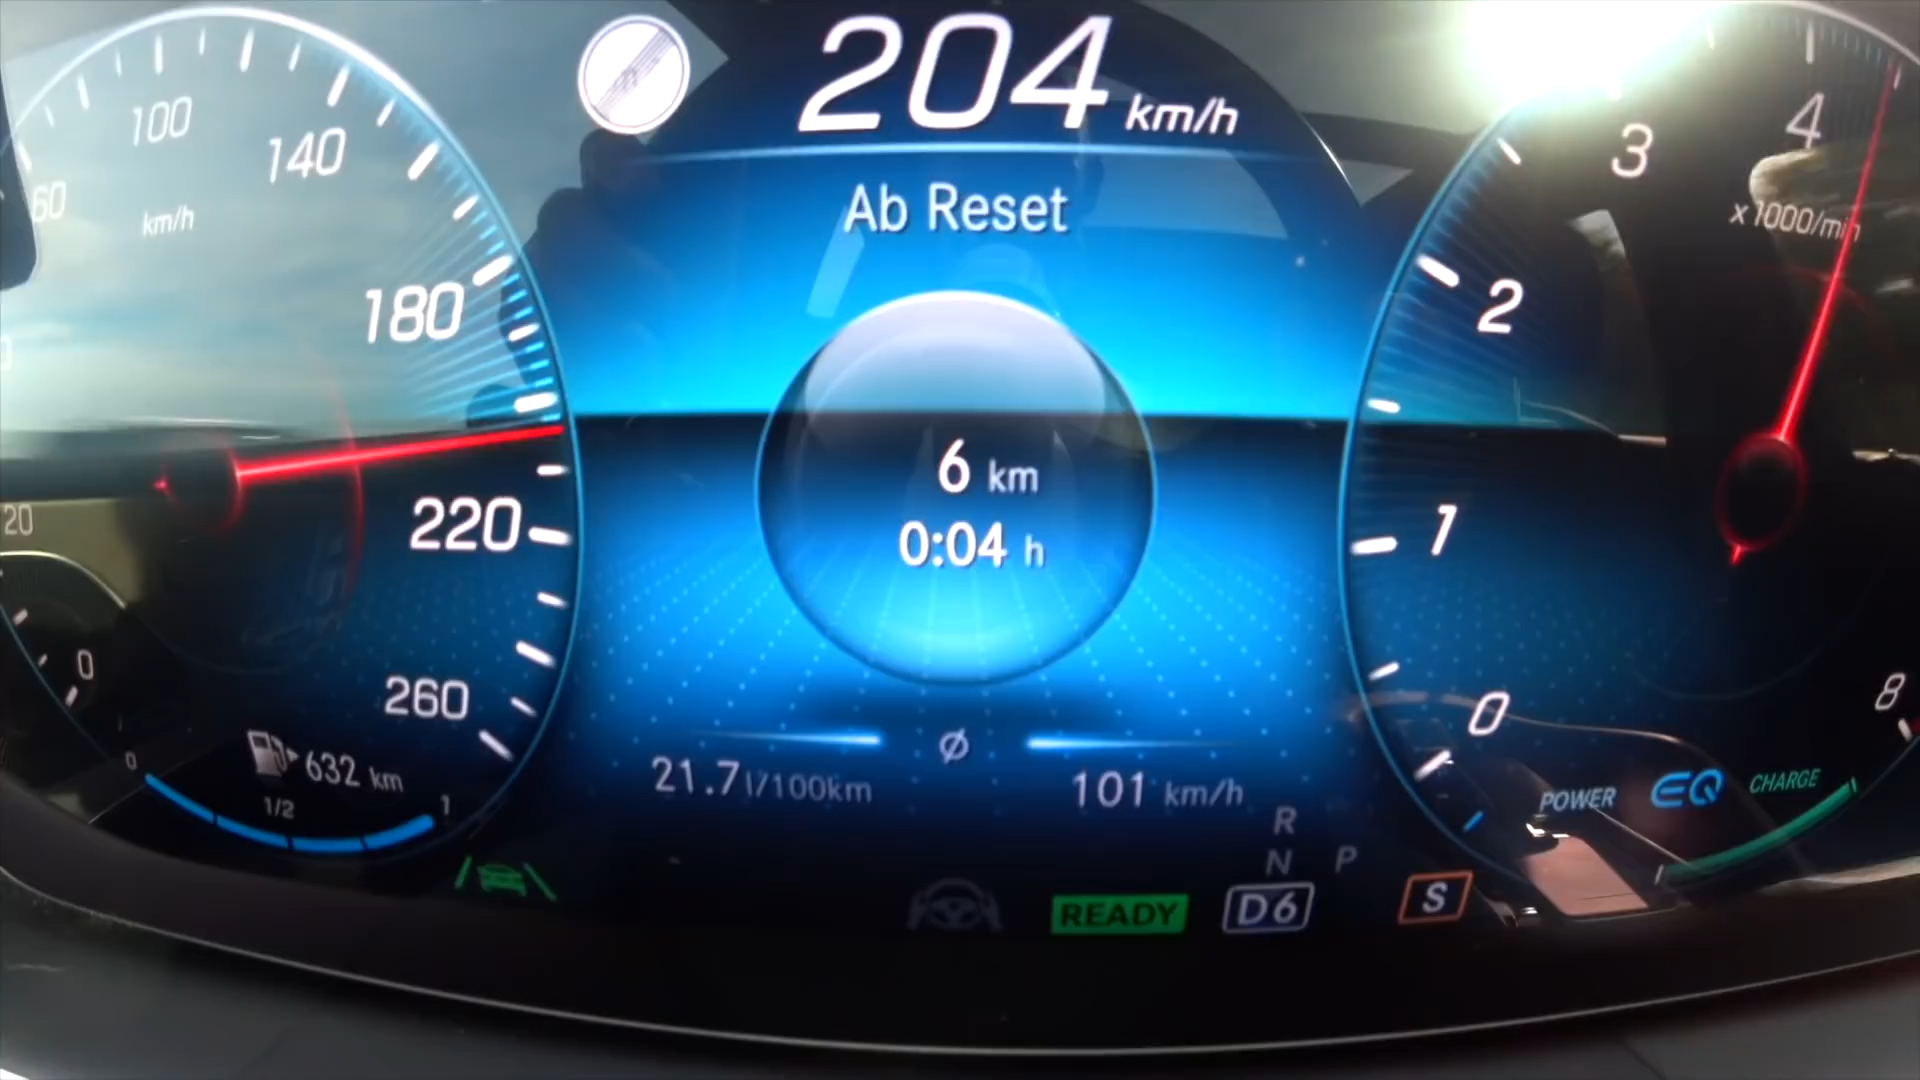 204 km/h
Ab Reset
60
100
140
km/h
180
220
260
20
0
632 km
0
1/2
1
6 km
0:04 h
Ø
21.7 l/100km
101 km/h
R
N P
READY
D6
S
4
3
x1000/min
2
1
0
8
POWER EQ CHARGE